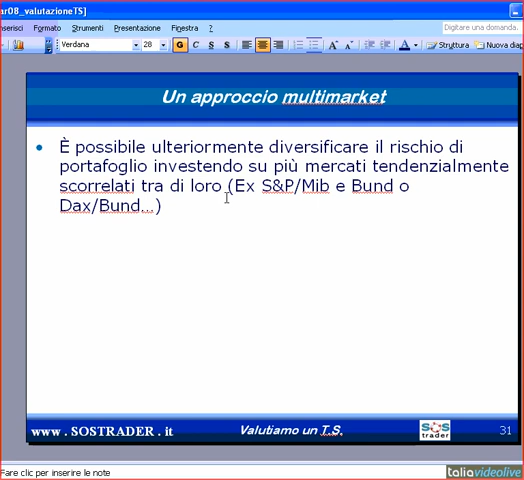 ar08_valutazioneTS]
nserisci Formato Strumenti Presentazione Finestra ? Digitare una domanda.
Verdana 28 G C S A A A Struttura Nuova diap
Un approccio multimarket
• È possibile ulteriormente diversificare il rischio di
portafoglio investendo su più mercati tendenzialmente
scorrelati tra di loro (Ex S&P/Mib e Bund o
Dax/Bund...)
www . SOSTRADER . it Valutiamo un T.S. SOS trader 31
Fare clic per inserire le note
italiavideolive